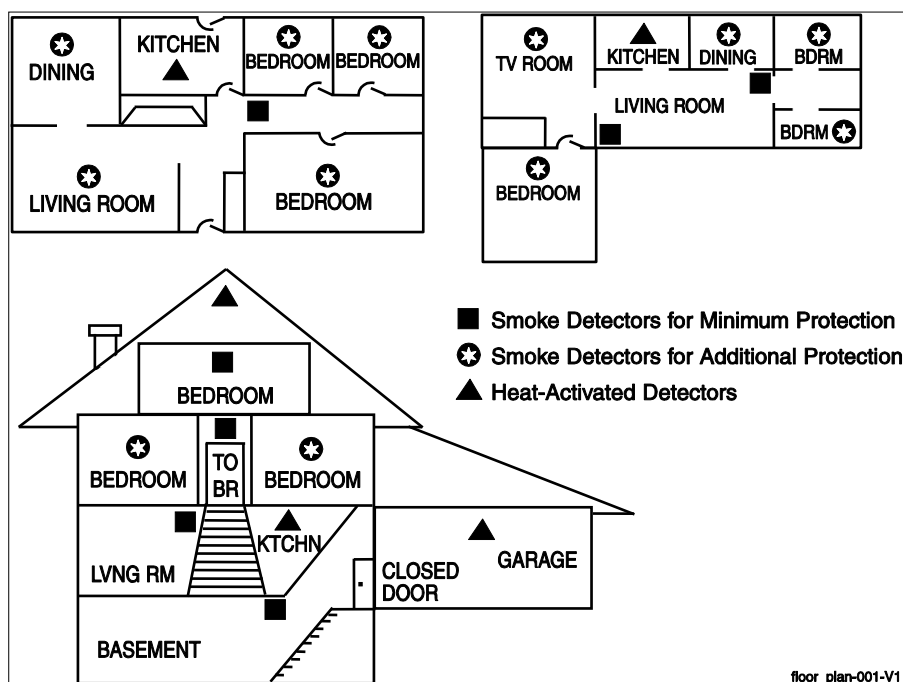 KITCHEN
DINING
BEDROOM
BEDROOM
LIVING ROOM
BEDROOM
TV ROOM
KITCHEN
DINING
BDRM
LIVING ROOM
BDRM
BEDROOM
Smoke Detectors for Minimum Protection
Smoke Detectors for Additional Protection
Heat-Activated Detectors
BEDROOM
BEDROOM
TO
BR
BEDROOM
LVNG RM
KTCHN
CLOSED
DOOR
GARAGE
BASEMENT
floor_plan-001-V1